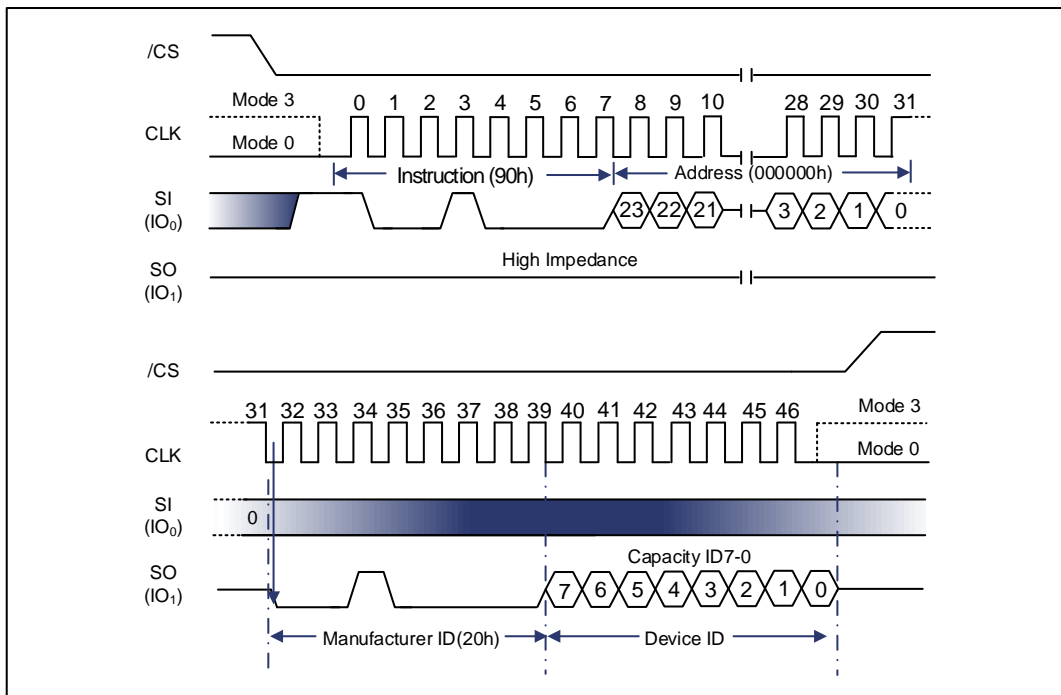 /CS
Mode 3
0 1 2 3 4 5 6 7 8 9 10 28 29 30 31
CLK
Mode 0
Instruction (90h)
Address (000000h)
SI
(IO₀)
23 22 21 3 2 1 0
High Impedance
SO
(IO₁)
/CS
31 32 33 34 35 36 37 38 39 40 41 42 43 44 45 46
Mode 3
CLK
Mode 0
SI
(IO₀)
0
Capacity ID7-0
SO
(IO₁)
7 6 5 4 3 2 1 0
Manufacturer ID(20h)
Device ID